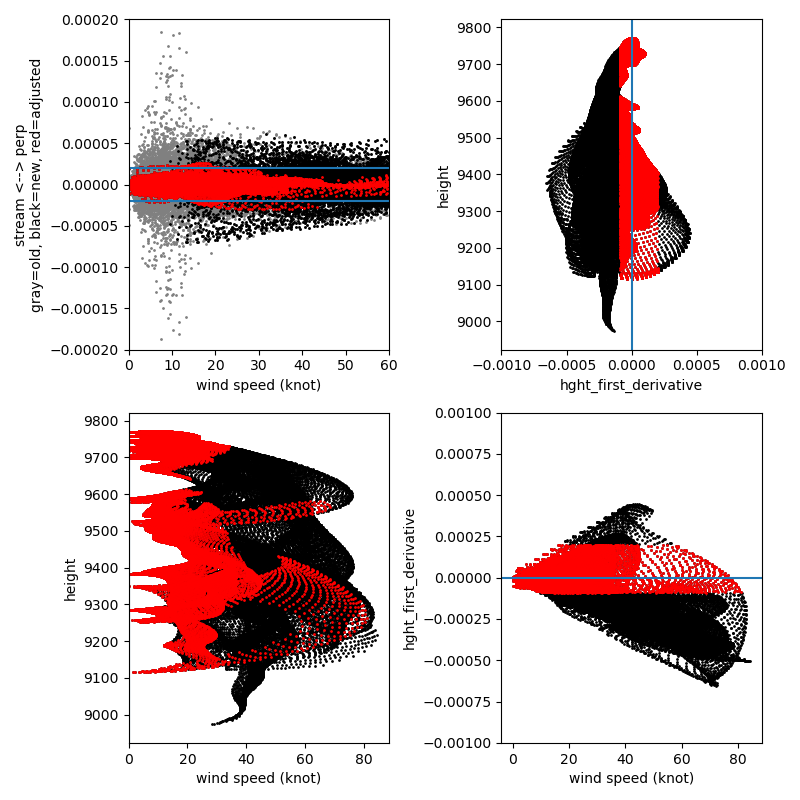 0.00020
0.00015
0.00010
0.00005
0.00000
−0.00005
−0.00010
−0.00015
−0.00020
stream <--> perp
gray=old, black=new, red=adjusted
0 10 20 30 40 50 60
wind speed (knot)
9800
9700
9600
9500
9400
9300
9200
9100
9000
height
−0.0010 −0.0005 0.0000 0.0005 0.0010
hght_first_derivative
9800
9700
9600
9500
9400
9300
9200
9100
9000
height
0 20 40 60 80
wind speed (knot)
0.00100
0.00075
0.00050
0.00025
0.00000
−0.00025
−0.00050
−0.00075
−0.00100
hght_first_derivative
0 20 40 60 80
wind speed (knot)